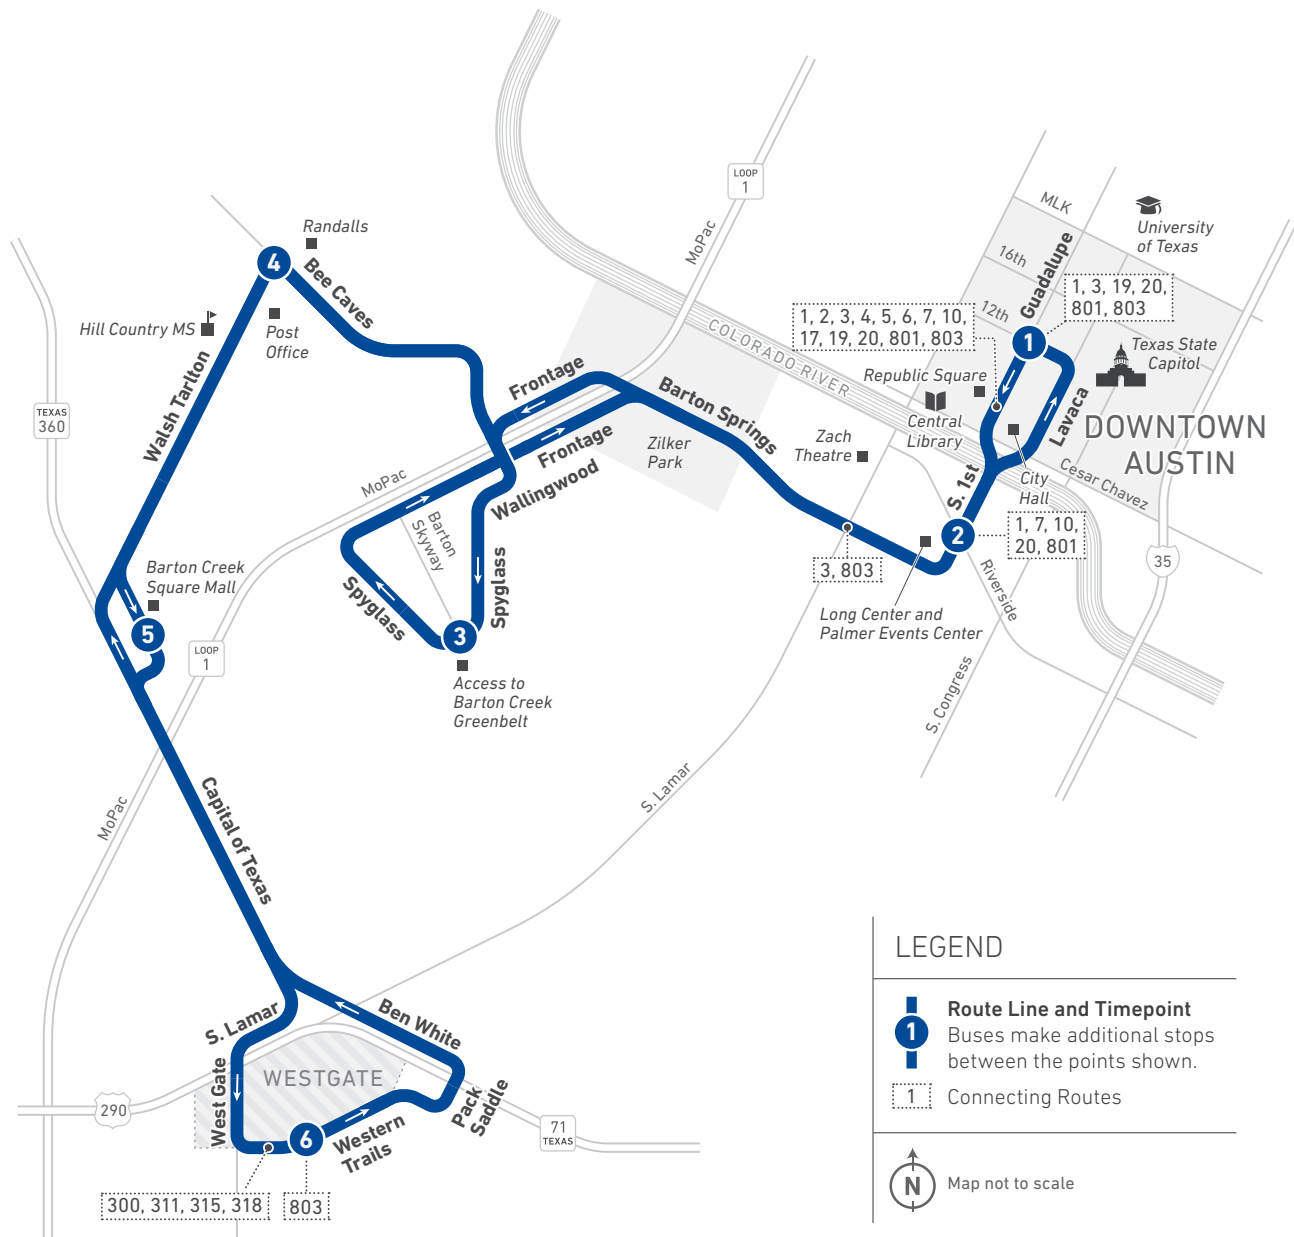 LOOP
1
MoPac
MLK
University
of Texas
16th
Guadalupe
12th
1, 3, 19, 20,
801, 803
1, 2, 3, 4, 5, 6, 7, 10,
17, 19, 20, 801, 803
1
Texas State
Capitol
Republic Square
Central
Library
Lavaca
DOWNTOWN
AUSTIN
City
Hall
Cesar Chavez
COLORADO RIVER
Randalls
4
Bee Caves
Hill Country MS
Post
Office
Walsh Tarlton
TEXAS
360
Frontage
Frontage
Barton Springs
Zilker
Park
Zach
Theatre
S. 1st
2
1, 7, 10,
20, 801
3, 803
Long Center and
Palmer Events Center
Riverside
35
S. Congress
MoPac
Wallingwood
Barton
Skyway
Spyglass
Spyglass
3
Access to
Barton Creek
Greenbelt
Barton Creek
Square Mall
5
LOOP
1
MoPac
Capital of Texas
S. Lamar
S. Lamar
Ben White
WESTGATE
West Gate
290
6
Western
Trails
Pack
Saddle
71
TEXAS
300, 311, 315, 318
803
LEGEND
1
Route Line and Timepoint
Buses make additional stops
between the points shown.
1
Connecting Routes
N
Map not to scale